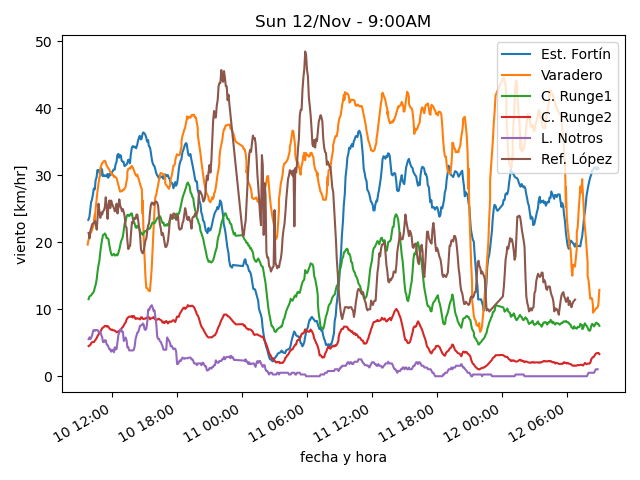 Sun 12/Nov - 9:00AM
50
40
30
20
10
0
viento [km/hr]
Est. Fortín
Varadero
C. Runge1
C. Runge2
L. Notros
Ref. López
10 12:00
10 18:00
11 00:00
11 06:00
11 12:00
11 18:00
12 00:00
12 06:00
fecha y hora